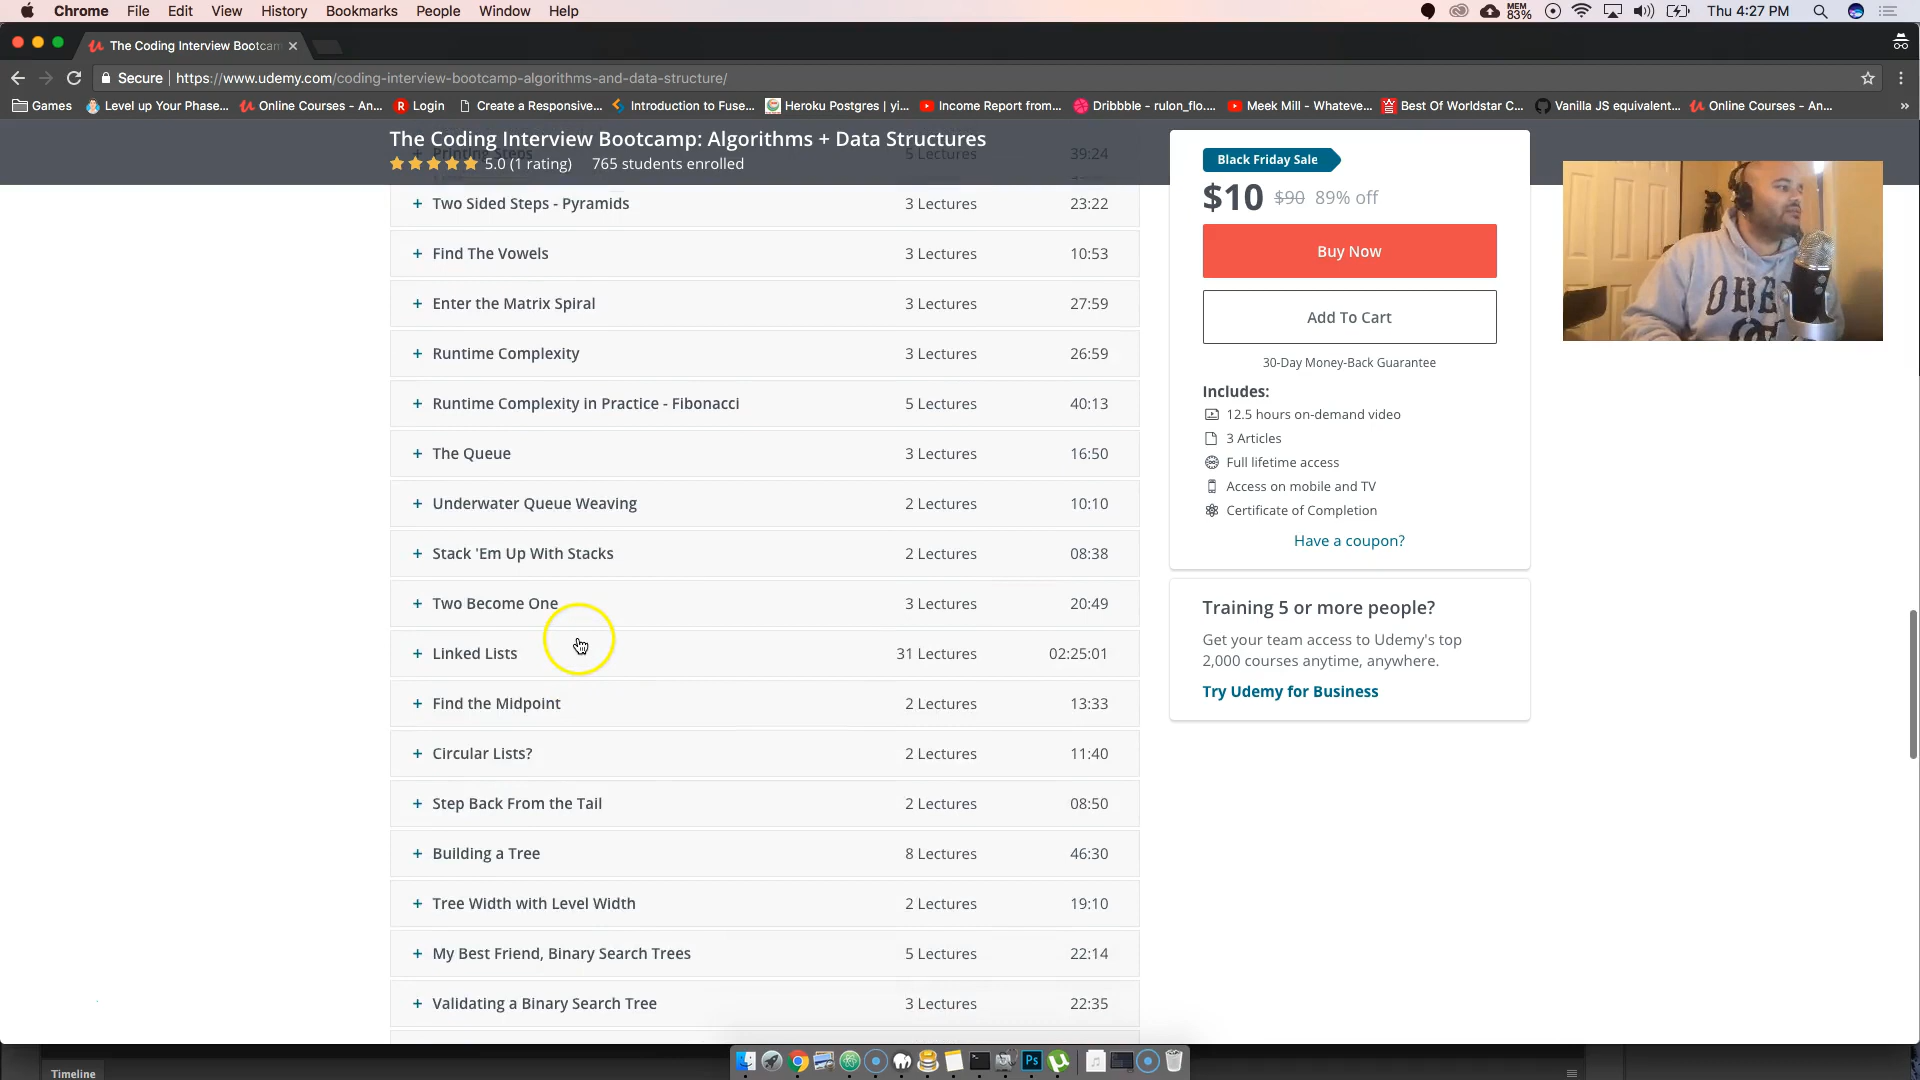 Chrome File Edit View History Bookmarks People Window Help MEM 83% Thu 4:27 PM
The Coding Interview Bootcam
Secure https://www.udemy.com/coding-interview-bootcamp-algorithms-and-data-structure/
Games Level up Your Phase... Online Courses - An... Login Create a Responsive... Introduction to Fuse... Heroku Postgres | yi... Income Report from... Dribbble - rulon_flo.... Meek Mill - Whateve... Best Of Worldstar C... Vanilla JS equivalent... Online Courses - An... »
The Coding Interview Bootcamp: Algorithms + Data Structures
Printing Steps 5 Lectures 39:24
5.0 (1 rating) 765 students enrolled
+ Two Sided Steps - Pyramids 3 Lectures 23:22
+ Find The Vowels 3 Lectures 10:53
+ Enter the Matrix Spiral 3 Lectures 27:59
+ Runtime Complexity 3 Lectures 26:59
+ Runtime Complexity in Practice - Fibonacci 5 Lectures 40:13
+ The Queue 3 Lectures 16:50
+ Underwater Queue Weaving 2 Lectures 10:10
+ Stack 'Em Up With Stacks 2 Lectures 08:38
+ Two Become One 3 Lectures 20:49
+ Linked Lists 31 Lectures 02:25:01
+ Find the Midpoint 2 Lectures 13:33
+ Circular Lists? 2 Lectures 11:40
+ Step Back From the Tail 2 Lectures 08:50
+ Building a Tree 8 Lectures 46:30
+ Tree Width with Level Width 2 Lectures 19:10
+ My Best Friend, Binary Search Trees 5 Lectures 22:14
+ Validating a Binary Search Tree 3 Lectures 22:35
Black Friday Sale
$10 $90 89% off
Buy Now
Add To Cart
30-Day Money-Back Guarantee
Includes:
12.5 hours on-demand video
3 Articles
Full lifetime access
Access on mobile and TV
Certificate of Completion
Have a coupon?
Training 5 or more people?
Get your team access to Udemy's top
2,000 courses anytime, anywhere.
Try Udemy for Business
Ps
Timeline